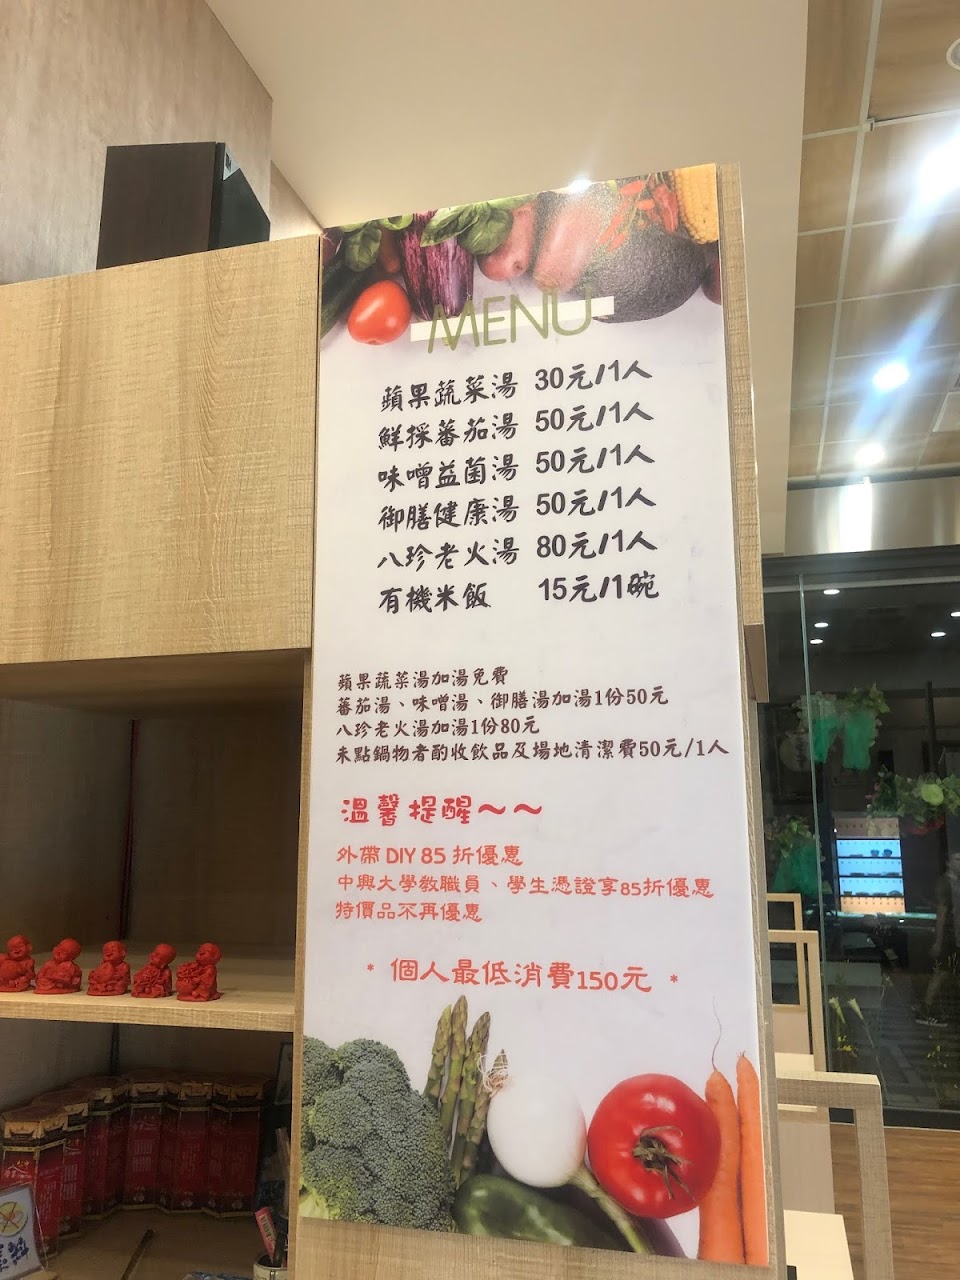 MENU
蘋果蔬菜湯 30元/1人
鮮採蕃茄湯 50元/1人
味噌益菌湯 50元/1人
御膳健康湯 50元/1人
八珍老火湯 80元/1人
有機米飯 15元/1碗
蘋果蔬菜湯加湯免費
蕃茄湯、味噌湯、御膳湯加湯1份50元
八珍老火湯加湯1份80元
未點鍋物者酌收飲品及場地清潔費50元/1人
溫馨提醒～～
外帶 DIY 85 折優惠
中興大學教職員、學生憑證享85折優惠
特價品不再優惠
* 個人最低消費150元 *